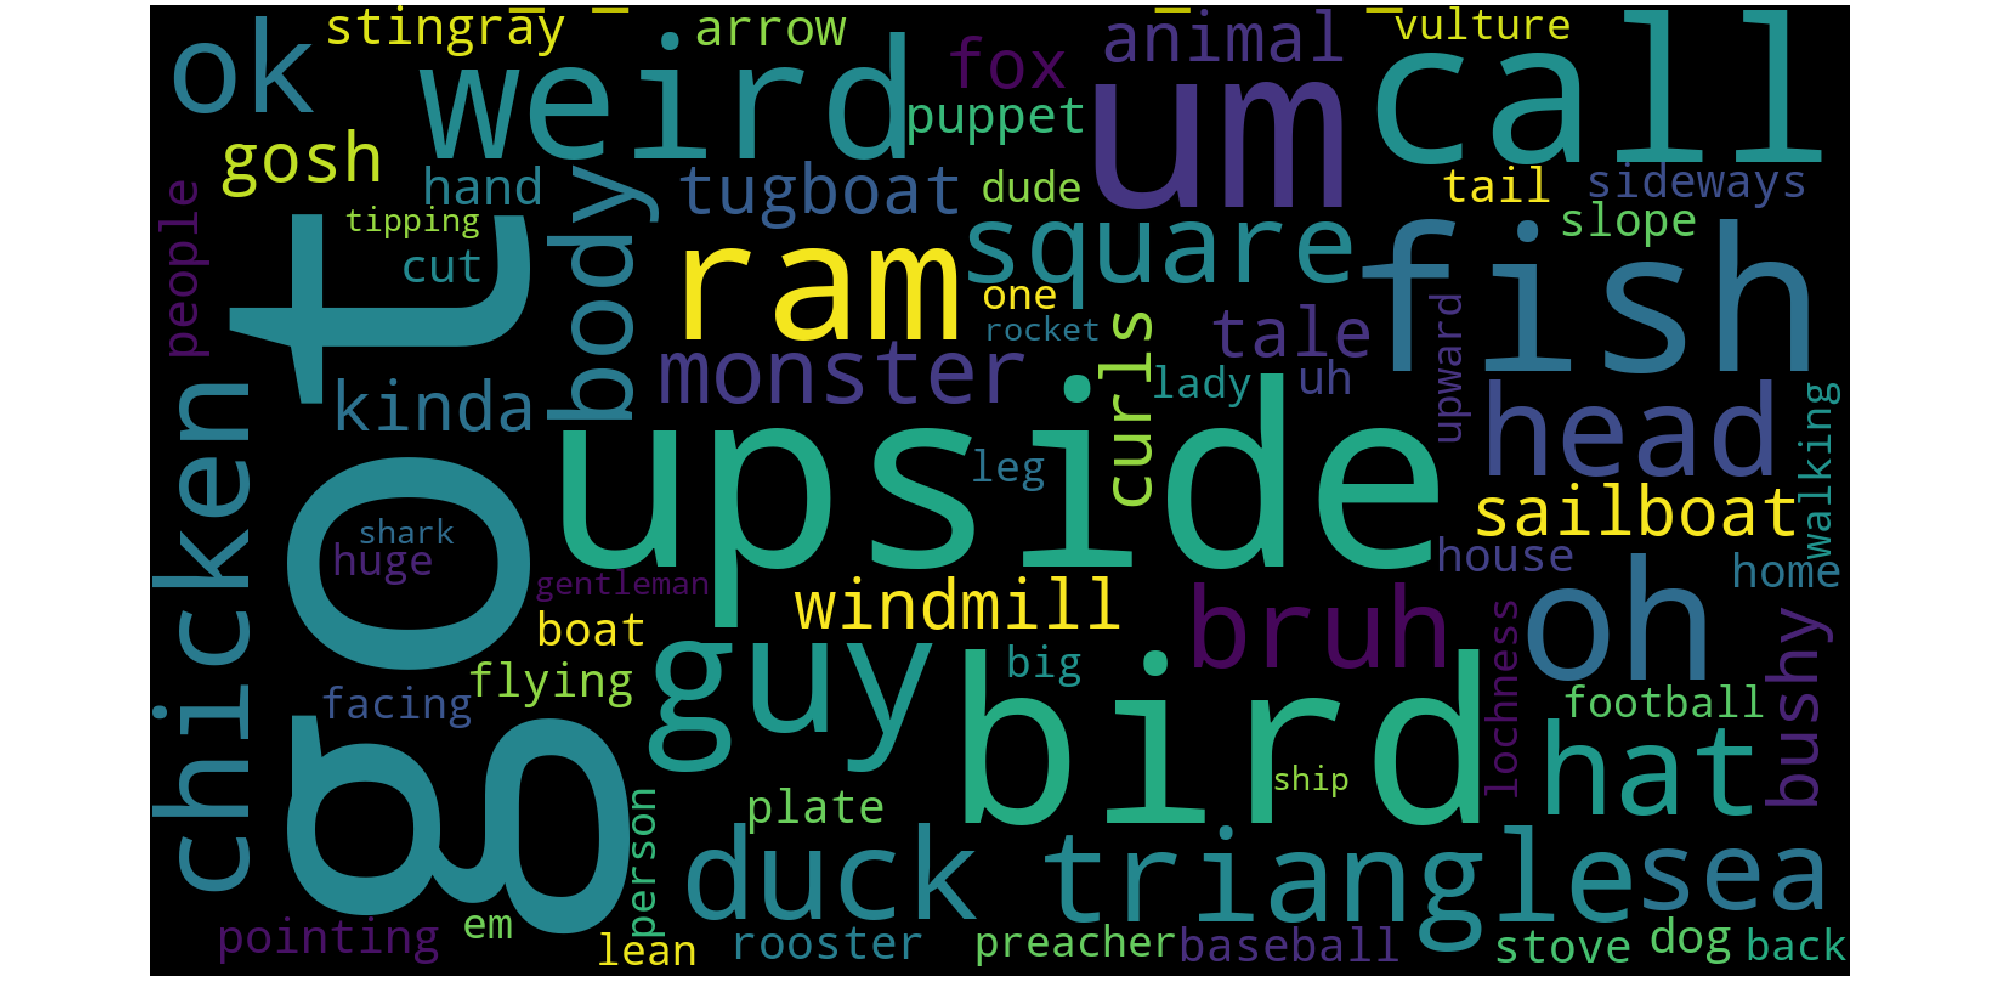 stingray
arrow
vulture
ok
weird
fox
animal
um
call
puppet
gosh
hand
tugboat
dude
tail
sideways
people
tipping
body
ram
square
slope
fish
cut
one
rocket
curls
tale
upward
got
kinda
monster
lady
uh
head
walking
chicken
upside
leg
sailboat
shark
huge
gentleman
windmill
bruh
house
home
oh
boat
guy
big
lochness
bushy
flying
facing
bird
football
hat
ship
person
plate
duck
triangle
sea
pointing
em
lean
rooster
preacher
baseball
stove
dog
back